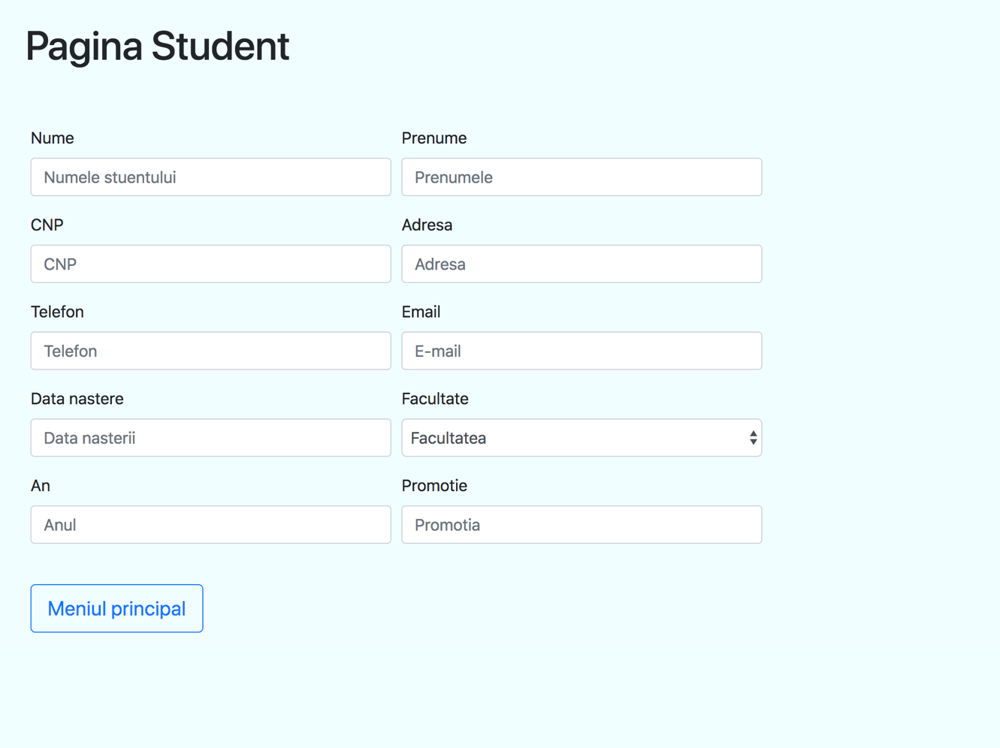 Pagina Student
Nume Prenume
Numele stuentului Prenumele
CNP Adresa
CNP Adresa
Telefon Email
Telefon E-mail
Data nastere Facultate
Data nasterii Facultatea
An Promotie
Anul Promotia
Meniul principal